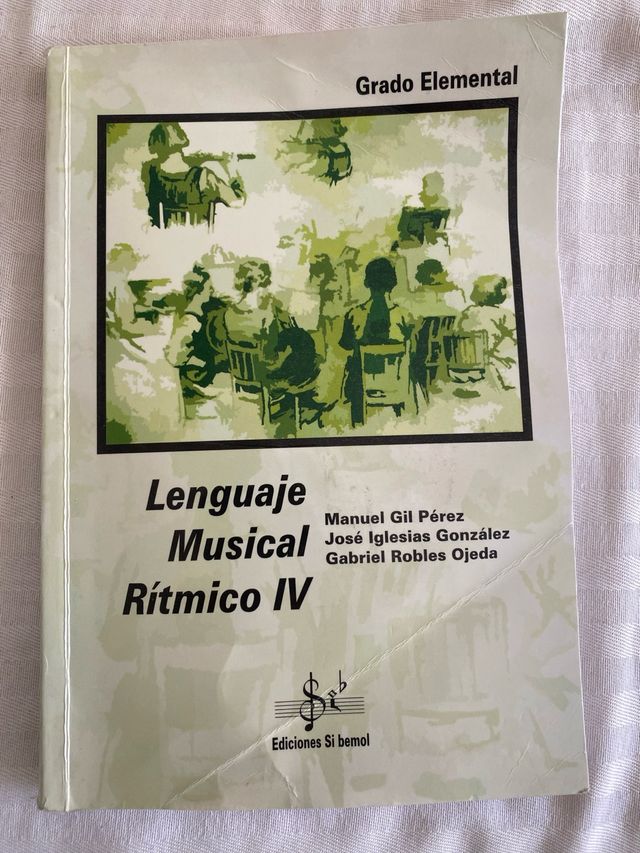 Grado Elemental
Lenguaje
Musical
Rítmico IV
Manuel Gil Pérez
José Iglesias González
Gabriel Robles Ojeda
Ediciones Si bemol